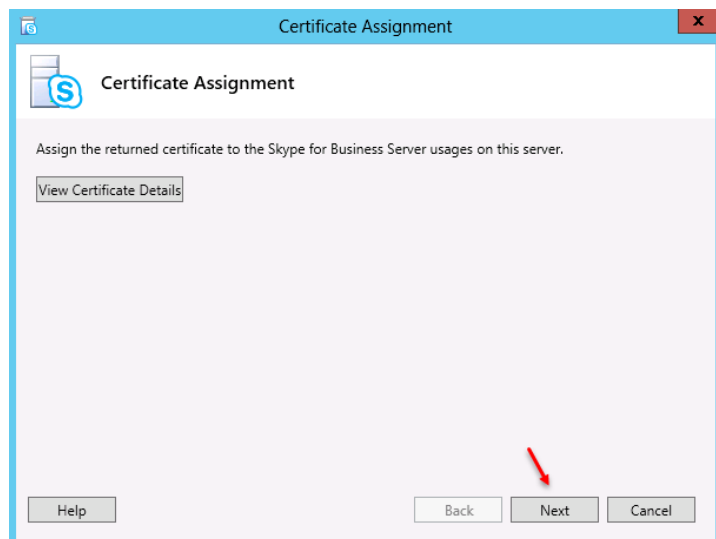 Certificate Assignment
x
Certificate Assignment
Assign the returned certificate to the Skype for Business Server usages on this server.
View Certificate Details
Help Back Next Cancel